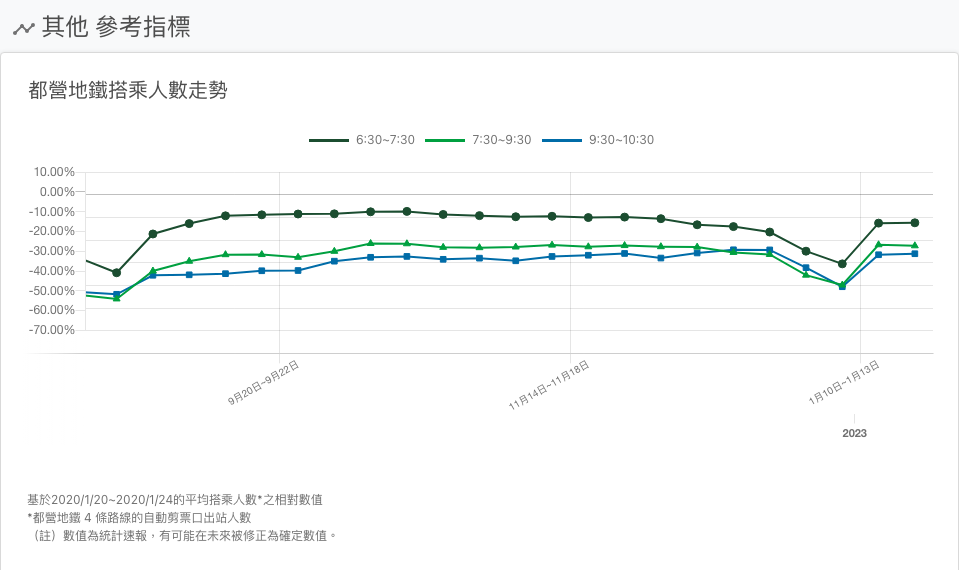 其他 參考指標
都營地鐵搭乘人數走勢
6:30~7:30 7:30~9:30 9:30~10:30
10.00%
0.00%
-10.00%
-20.00%
-30.00%
-40.00%
-50.00%
-60.00%
-70.00%
9月20日~9月22日 11月14日~11月18日 1月10日~1月13日
2023
基於2020/1/20~2020/1/24的平均搭乘人數*之相對數值
*都營地鐵 4 條路線的自動剪票口出站人數
（註）數值為統計速報，有可能在未來被修正為確定數值。